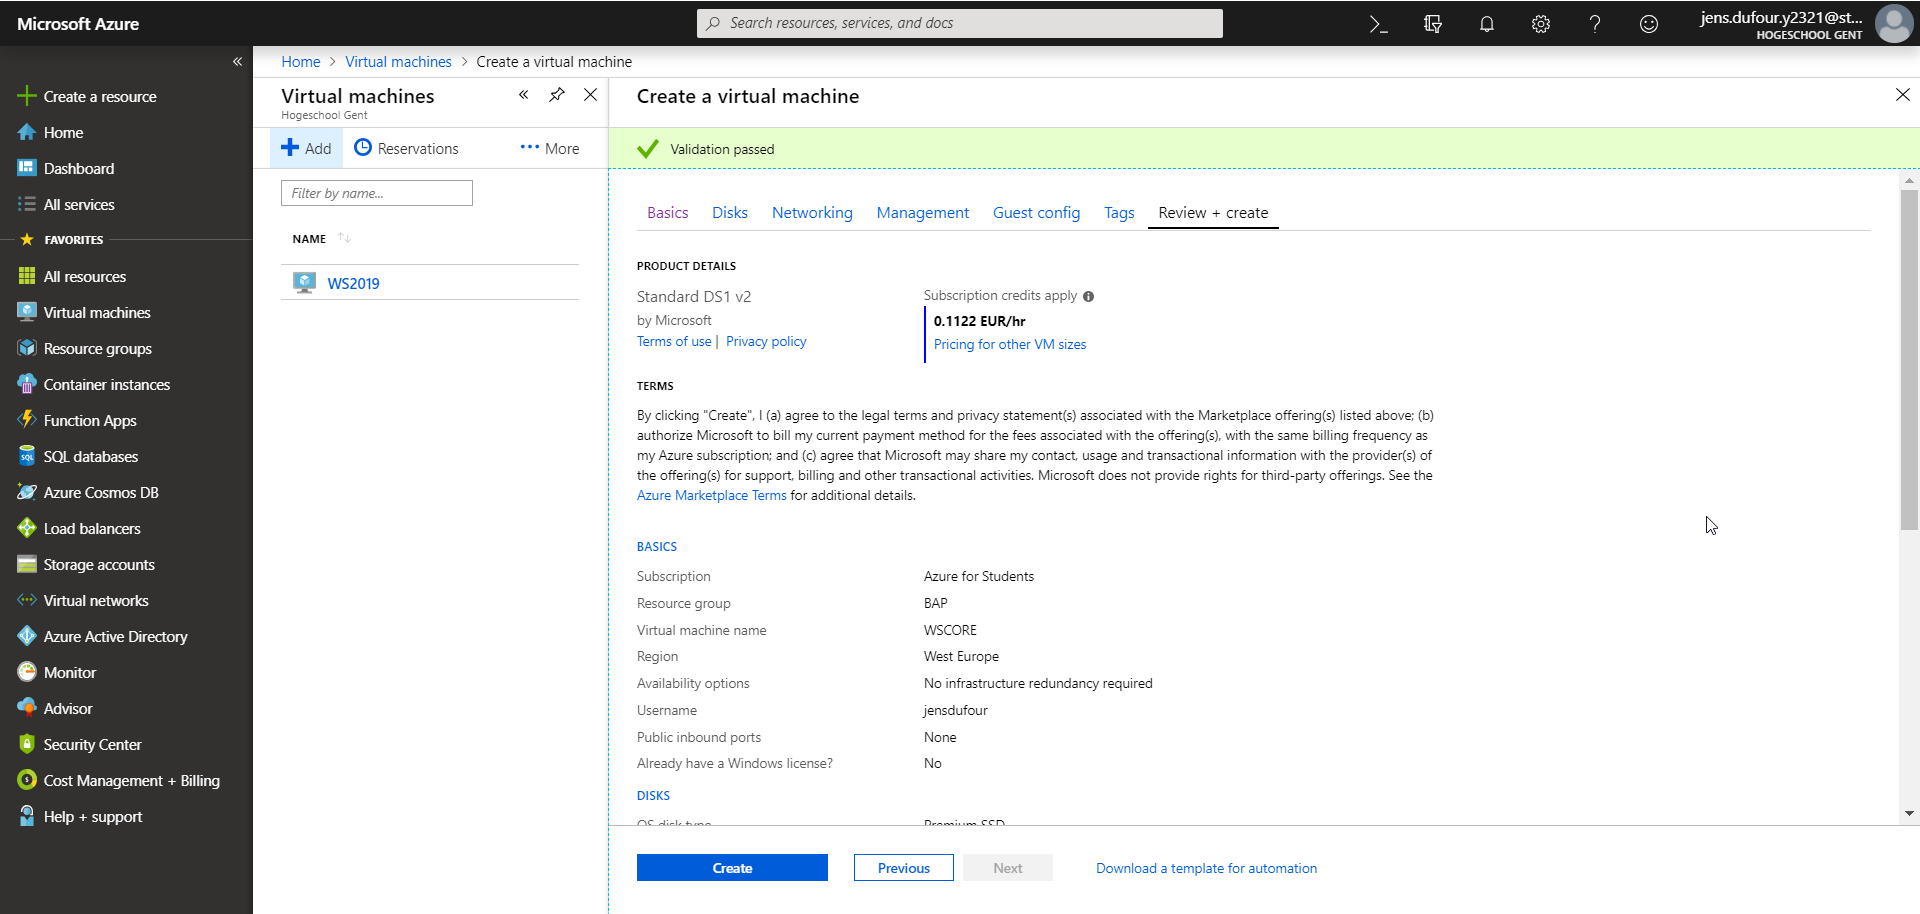 Microsoft Azure
Search resources, services, and docs
jens.dufour.y2321@st...
HOGESCHOOL GENT
Create a resource
Home
Dashboard
All services
FAVORITES
All resources
Virtual machines
Resource groups
Container instances
Function Apps
SQL databases
Azure Cosmos DB
Load balancers
Storage accounts
Virtual networks
Azure Active Directory
Monitor
Advisor
Security Center
Cost Management + Billing
Help + support
Home > Virtual machines > Create a virtual machine
Virtual machines
Hogeschool Gent
Add Reservations ••• More
Filter by name...
NAME
WS2019
Create a virtual machine
Validation passed
Basics Disks Networking Management Guest config Tags Review + create
PRODUCT DETAILS
Standard DS1 v2
by Microsoft
Terms of use | Privacy policy
Subscription credits apply
0.1122 EUR/hr
Pricing for other VM sizes
TERMS
By clicking "Create", I (a) agree to the legal terms and privacy statement(s) associated with the Marketplace offering(s) listed above; (b)
authorize Microsoft to bill my current payment method for the fees associated with the offering(s), with the same billing frequency as
my Azure subscription; and (c) agree that Microsoft may share my contact, usage and transactional information with the provider(s) of
the offering(s) for support, billing and other transactional activities. Microsoft does not provide rights for third-party offerings. See the
Azure Marketplace Terms for additional details.
BASICS
Subscription Azure for Students
Resource group BAP
Virtual machine name WSCORE
Region West Europe
Availability options No infrastructure redundancy required
Username jensdufour
Public inbound ports None
Already have a Windows license? No
DISKS
OS disk type Premium SSD
Create Previous Next Download a template for automation